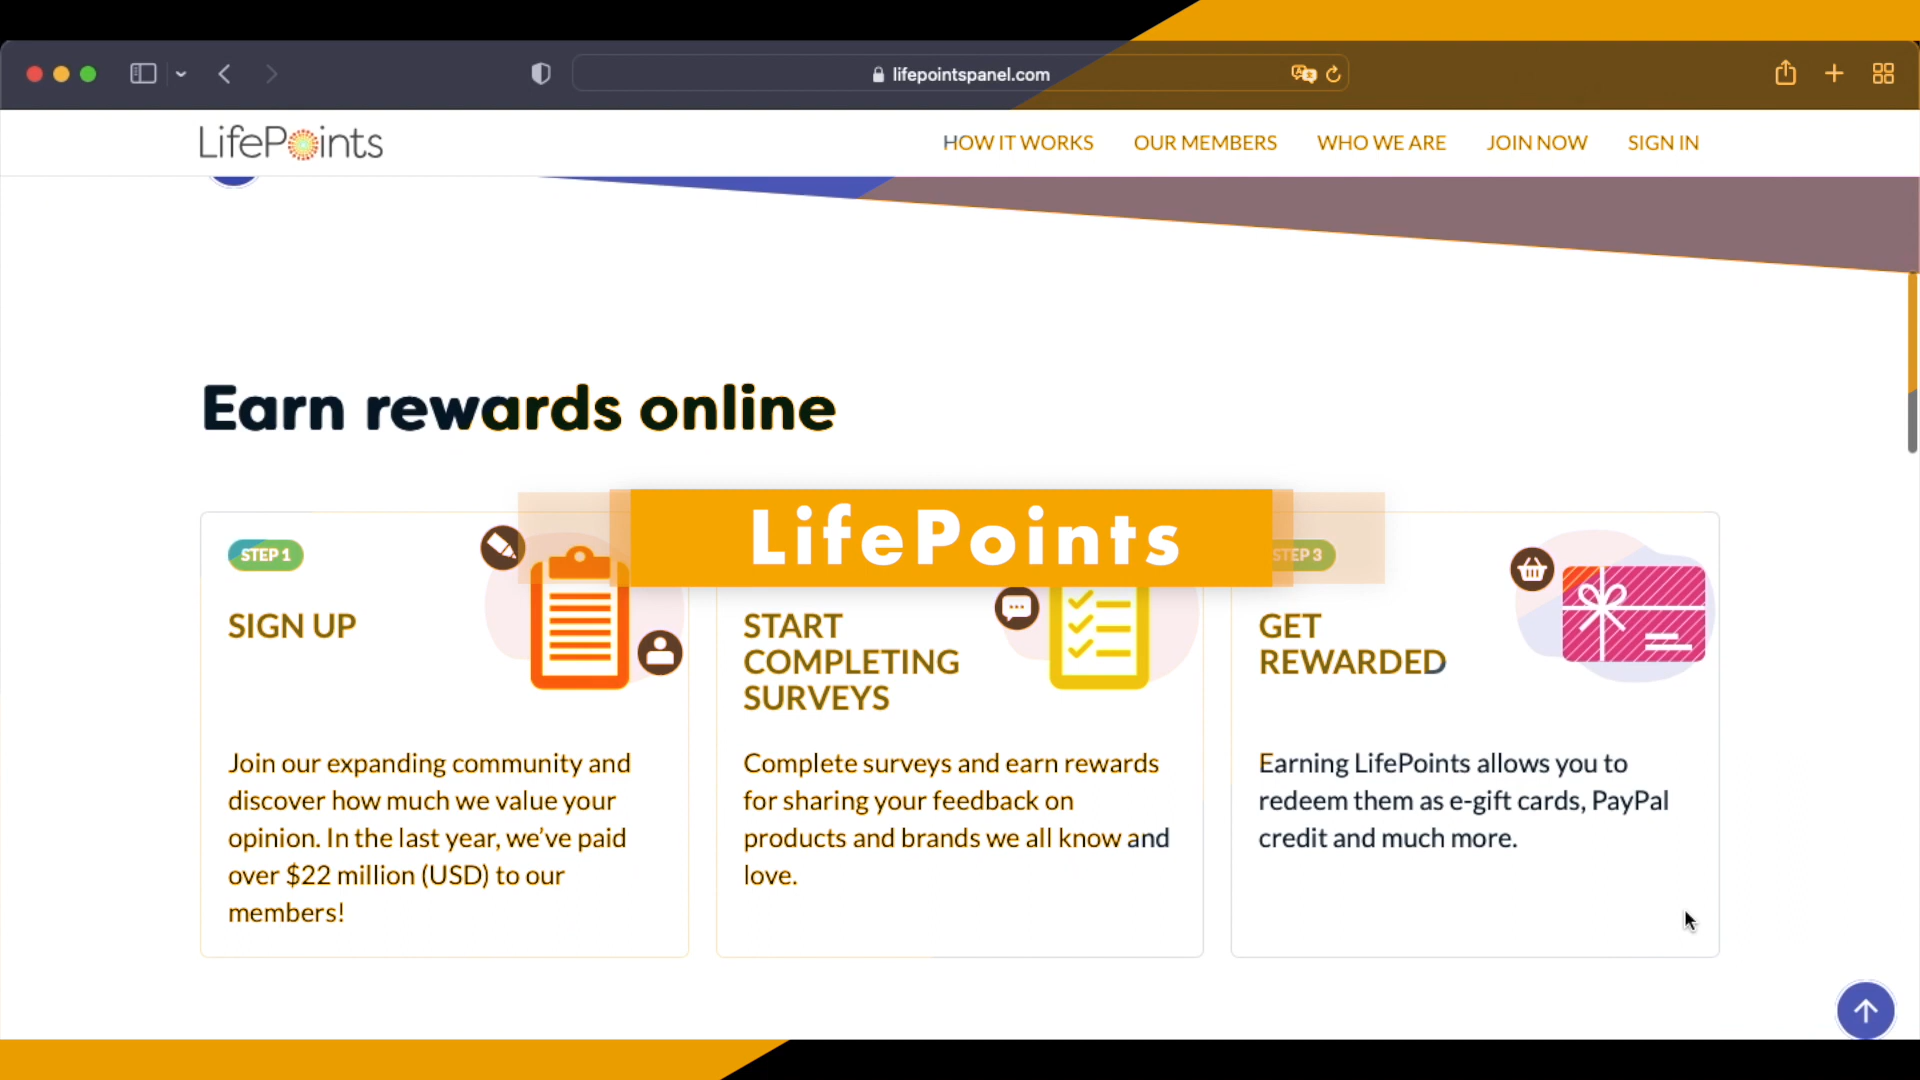 lifepointspanel.com
LifePoints
HOW IT WORKS
OUR MEMBERS
WHO WE ARE
JOIN NOW
SIGN IN
Earn rewards online
LifePoints
STEP 1
SIGN UP
Join our expanding community and
discover how much we value your
opinion. In the last year, we’ve paid
over $22 million (USD) to our
members!
START
COMPLETING
SURVEYS
Complete surveys and earn rewards
for sharing your feedback on
products and brands we all know and
love.
STEP 3
GET
REWARDED
Earning LifePoints allows you to
redeem them as e-gift cards, PayPal
credit and much more.